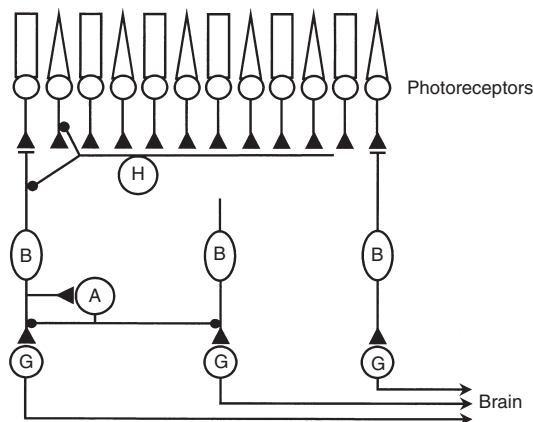 Photoreceptors
H
B B B
A
G G G
Brain